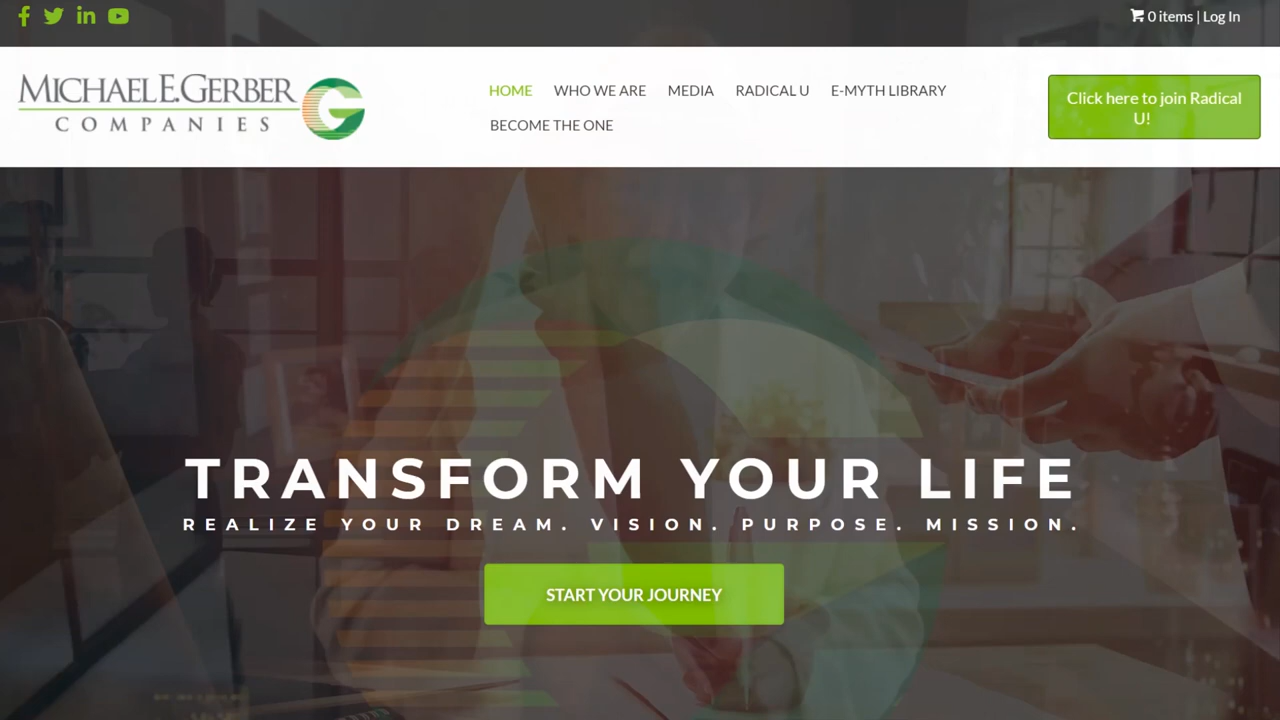 0 items | Log In
MICHAEL E. GERBER
COMPANIES
HOME WHO WE ARE MEDIA RADICAL U E-MYTH LIBRARY
BECOME THE ONE
Click here to join Radical
U!
TRANSFORM YOUR LIFE
REALIZE YOUR DREAM. VISION. PURPOSE. MISSION.
START YOUR JOURNEY